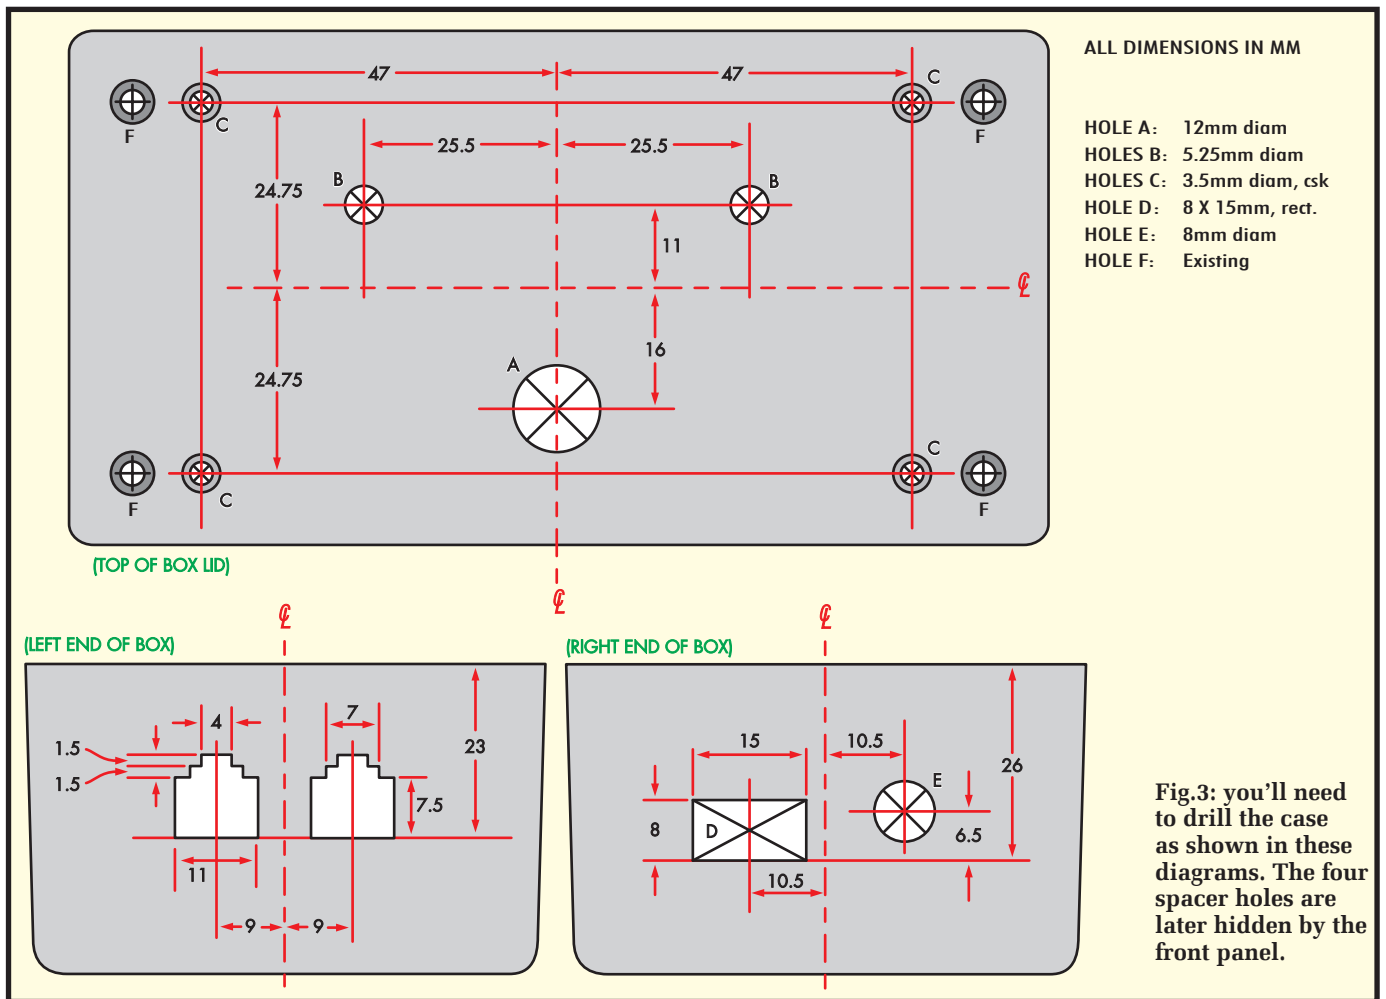 ALL DIMENSIONS IN MM
HOLE A: 12mm diam
HOLES B: 5.25mm diam
HOLES C: 3.5mm diam, csk
HOLE D: 8 X 15mm, rect.
HOLE E: 8mm diam
HOLE F: Existing
47
47
C
C
F
F
25.5
25.5
24.75
B
B
11
℄
16
A
24.75
C
C
F
F
(TOP OF BOX LID)
℄
(LEFT END OF BOX)
℄
4
7
1.5
1.5
23
7.5
11
9
9
(RIGHT END OF BOX)
℄
15
10.5
26
E
8
D
6.5
10.5
Fig.3: you’ll need
to drill the case
as shown in these
diagrams. The four
spacer holes are
later hidden by the
front panel.